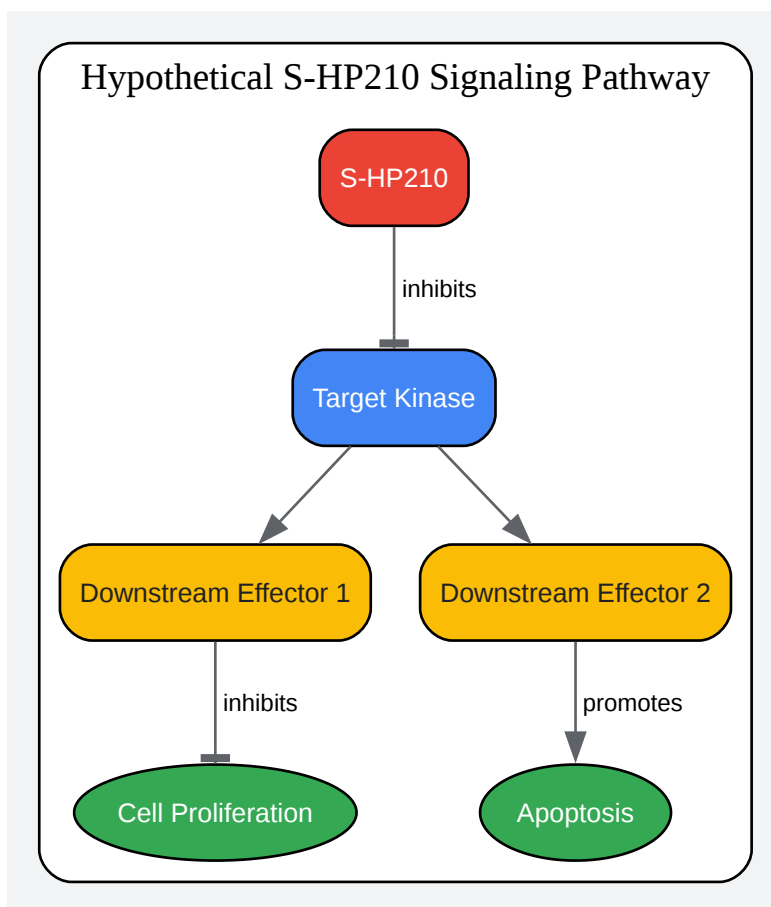 Hypothetical S-HP210 Signaling Pathway
S-HP210
inhibits
Target Kinase
Downstream Effector 1
Downstream Effector 2
inhibits
promotes
Cell Proliferation
Apoptosis